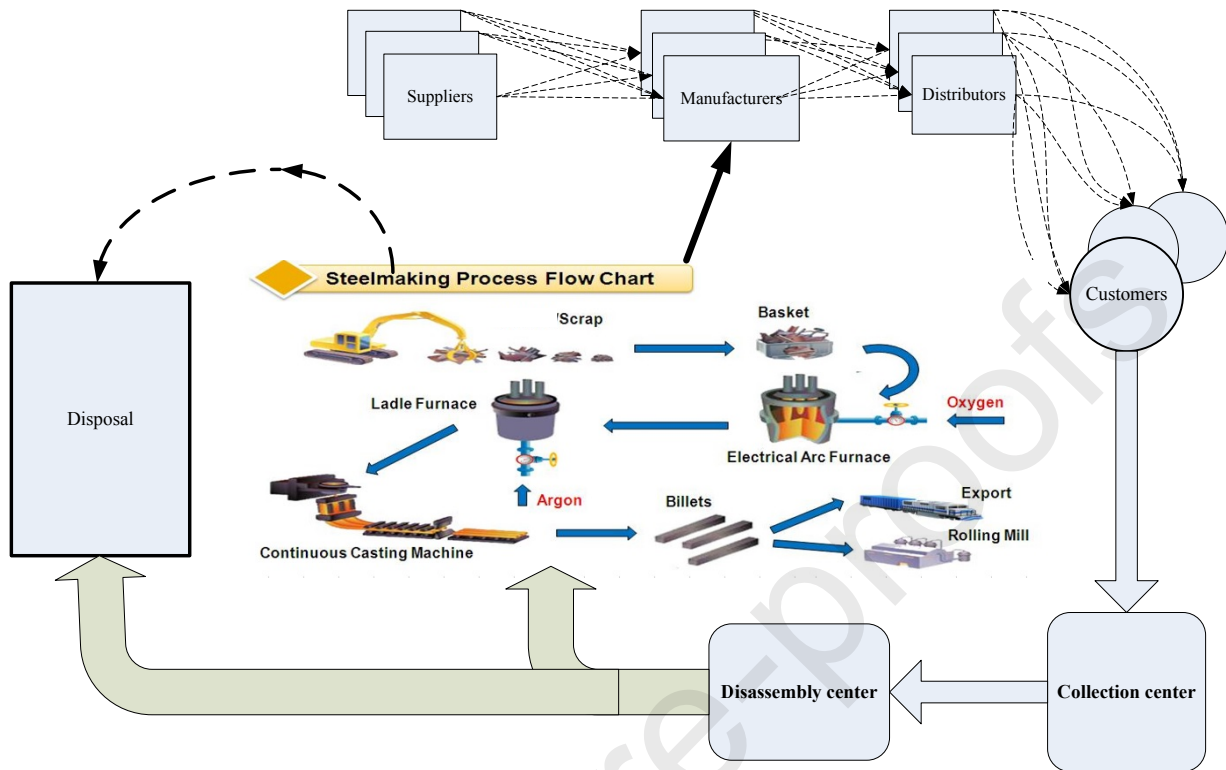 Suppliers
Manufacturers
Distributors
Customers
Steelmaking Process Flow Chart
/Scrap
Basket
Disposal
Ladle Furnace
Oxygen
Electrical Arc Furnace
Argon
Billets
Export
Rolling Mill
Continuous Casting Machine
Disassembly center
Collection center